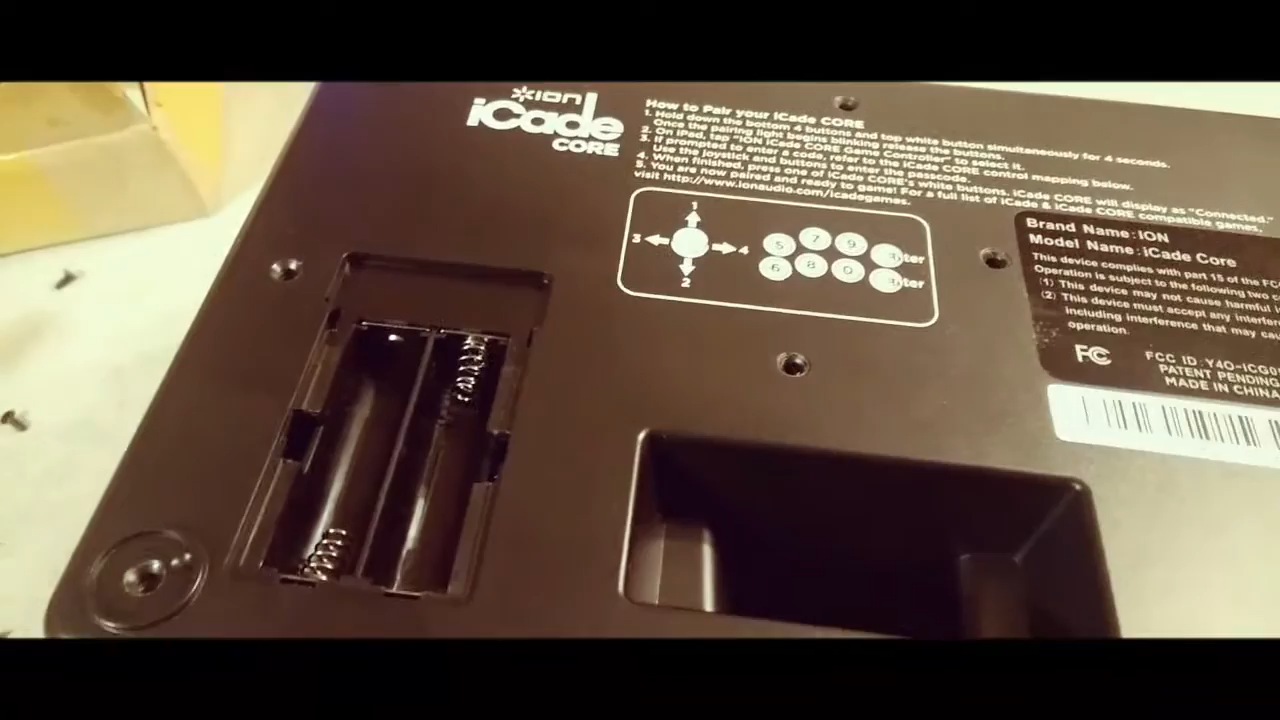 ION
iCade
CORE
How to Pair your iCade CORE
1. Hold down the bottom 4 buttons and top white button simultaneously for 4 seconds.
Once the pairing light begins blinking release the buttons.
2. On iPad, tap "ION iCade CORE Game Controller" to select it.
3. If prompted to enter a code, refer to the iCade CORE control mapping below.
Use the joystick and buttons to enter the passcode.
4. When finished, press one of iCade CORE's white buttons. iCade CORE will display as "Connected."
5. You are now paired and ready to game! For a full list of iCade & iCade CORE compatible games,
visit http://www.ionaudio.com/icadegames.
1
3
4
2
5 7 9
ter
6 8 0
ter
Brand Name: ION
Model Name: iCade Core
This device complies with part 15 of the FC
Operation is subject to the following two c
(1) This device may not cause harmful i
(2) This device must accept any interfer
including interference that may cau
operation.
FC
FCC ID: Y4O-ICG0
PATENT PENDING
MADE IN CHINA